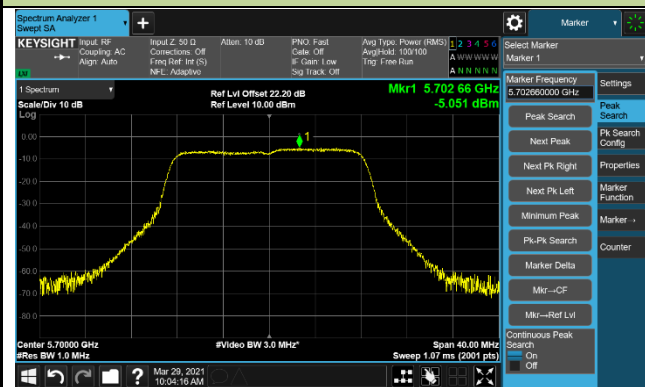 Spectrum Analyzer 1
Swept SA
Marker
KEYSIGHT
Input: RF
Coupling: AC
Align: Auto
Input Z: 50 Ω
Corrections: Off
Freq Ref: Int (S)
NFE: Adaptive
Atten: 10 dB
PNO: Fast
Gate: Off
IF Gain: Low
Sig Track: Off
Avg Type: Power (RMS)
Avg|Hold: 100/100
Trig: Free Run
1 2 3 4 5 6
A W W W W W
A N N N N N
LXI
Select Marker
Marker 1
1 Spectrum
Scale/Div 10 dB
Log
Ref Lvl Offset 22.20 dB
Ref Level 10.00 dBm
Mkr1 5.702 66 GHz
-5.051 dBm
1
0.00
-10.0
-20.0
-30.0
-40.0
-50.0
-60.0
-70.0
-80.0
Center 5.70000 GHz
#Res BW 1.0 MHz
#Video BW 3.0 MHz*
Span 40.00 MHz
Sweep 1.07 ms (2001 pts)
Marker Frequency
5.702660000 GHz
Peak Search
Next Peak
Next Pk Right
Next Pk Left
Minimum Peak
Pk-Pk Search
Marker Delta
Mkr→CF
Mkr→Ref Lvl
Continuous Peak
Search
On
Off
Settings
Peak
Search
Pk Search
Config
Properties
Marker
Function
Marker→
Counter
Mar 29, 2021
10:04:16 AM